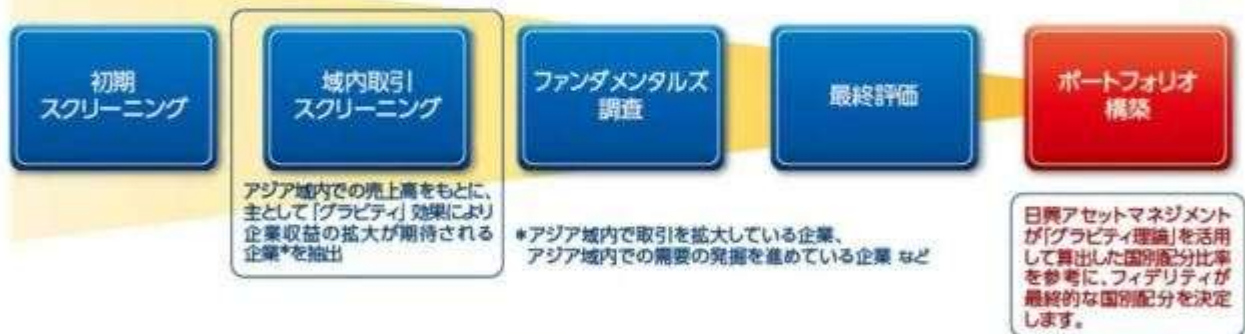 初期
スクリーニング
域内取引
スクリーニング
ファンダメンタルズ
調査
最終評価
ポートフォリオ
構築
アジア域内での売上高をもとに、
主として「グラビティ」効果により
企業収益の拡大が期待される
企業*を抽出
*アジア域内で取引を拡大している企業、
アジア域内での需要の発掘を進めている企業 など
日興アセットマネジメント
が「グラビティ理論」を活用
して算出した国別配分比率
を参考に、フィデリティが
最終的な国別配分を決定
します。